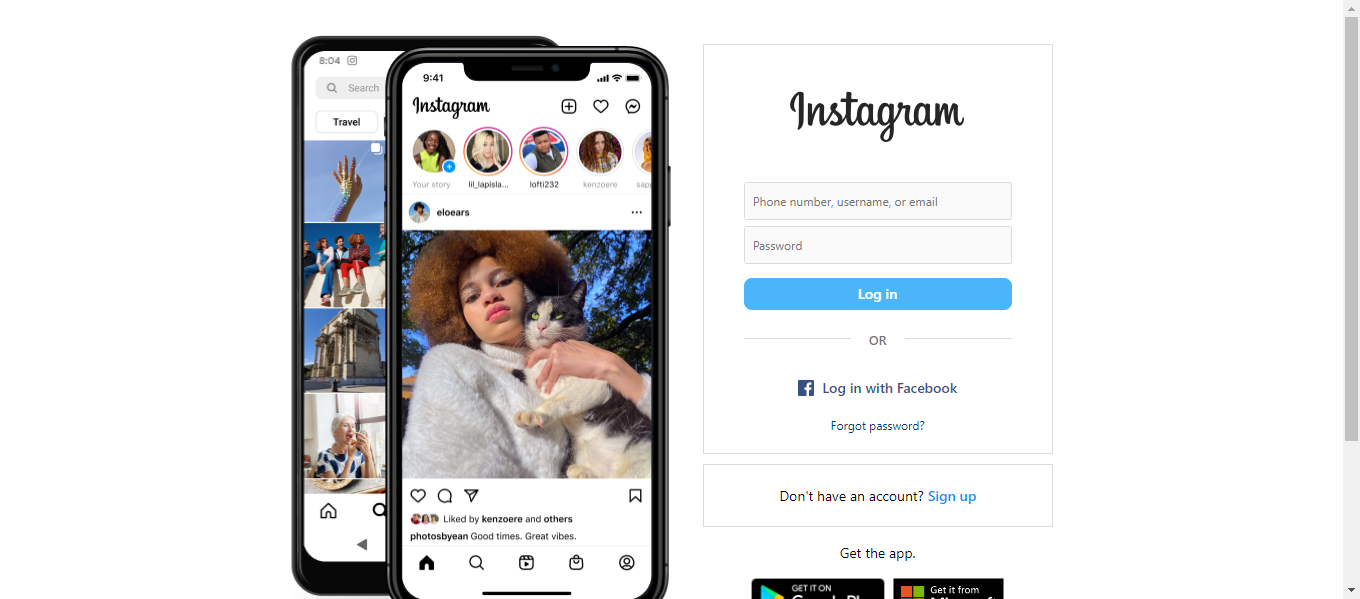 8:04
Search
Travel
9:41
Instagram
Your story
lil_lapisla...
lofti232
kenzoere
eloears
Liked by kenzoere and others
photosbyean Good times. Great vibes.
Instagram
Phone number, username, or email
Password
Log in
OR
Log in with Facebook
Forgot password?
Don't have an account? Sign up
Get the app.
GET IT ON
Get it from